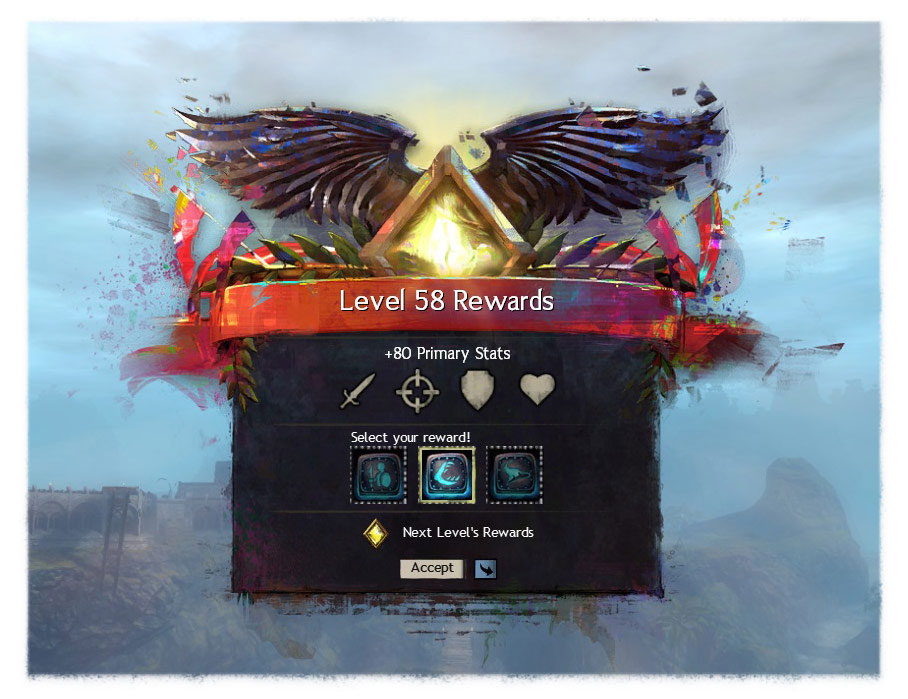 Level 58 Rewards
+80 Primary Stats
Select your reward!
Next Level's Rewards
Accept